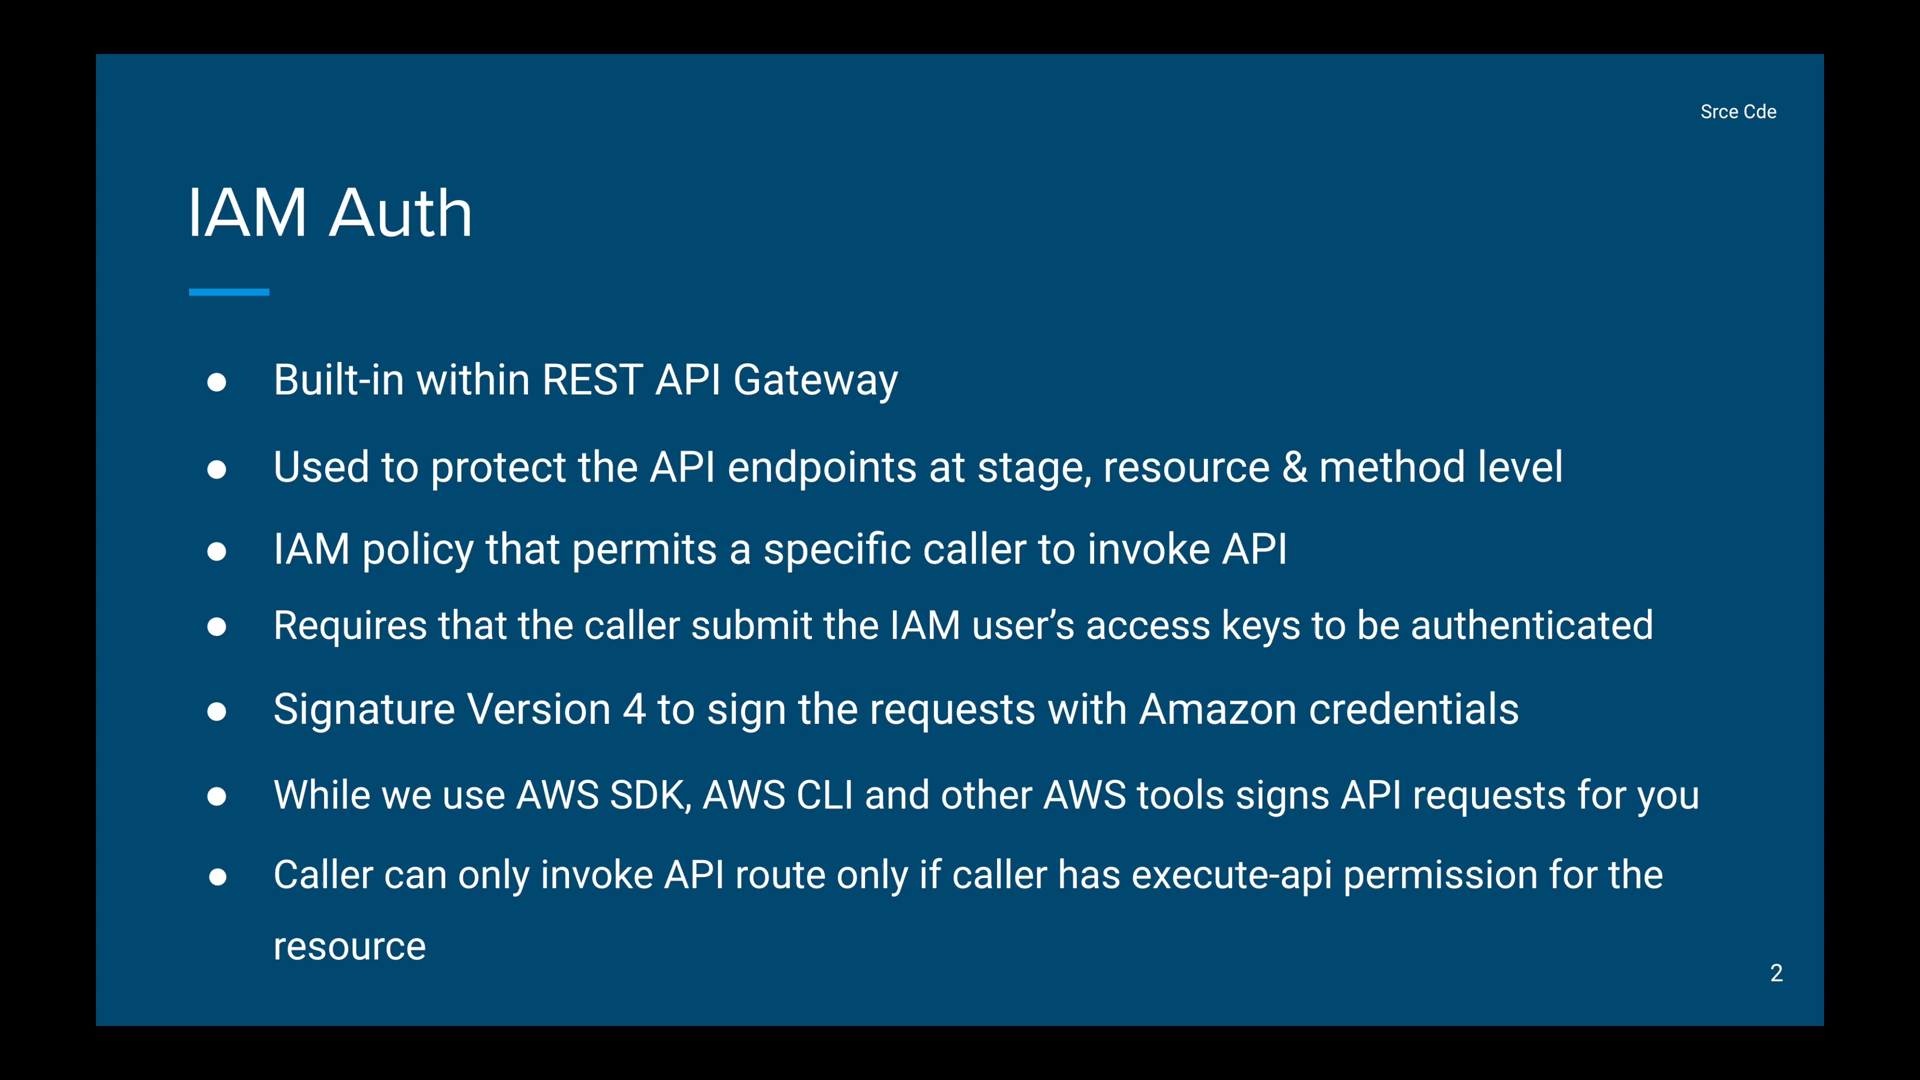 Srce Cde
IAM Auth
● Built-in within REST API Gateway
● Used to protect the API endpoints at stage, resource & method level
● IAM policy that permits a specific caller to invoke API
● Requires that the caller submit the IAM user’s access keys to be authenticated
● Signature Version 4 to sign the requests with Amazon credentials
● While we use AWS SDK, AWS CLI and other AWS tools signs API requests for you
● Caller can only invoke API route only if caller has execute-api permission for the
resource
2